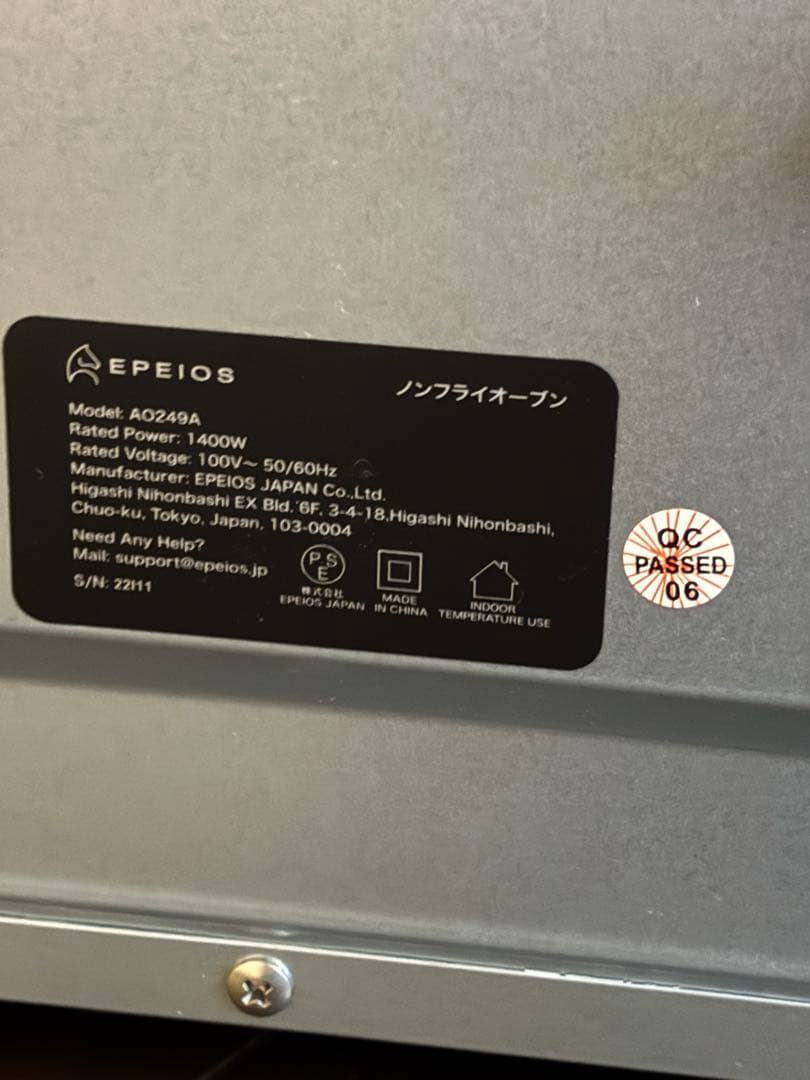 EPEIOS
ノンフライオーブン
Model: AO249A
Rated Power: 1400W
Rated Voltage: 100V~ 50/60Hz
Manufacturer: EPEIOS JAPAN Co.,Ltd.
Higashi Nihonbashi EX Bld. 6F, 3-4-18,Higashi Nihonbashi,
Chuo-ku, Tokyo, Japan, 103-0004
Need Any Help?
Mail: support@epeios.jp
S/N: 22I11
PSE
株式会社
EPEIOS JAPAN
MADE
IN CHINA
INDOOR
TEMPERATURE USE
QC
PASSED
06